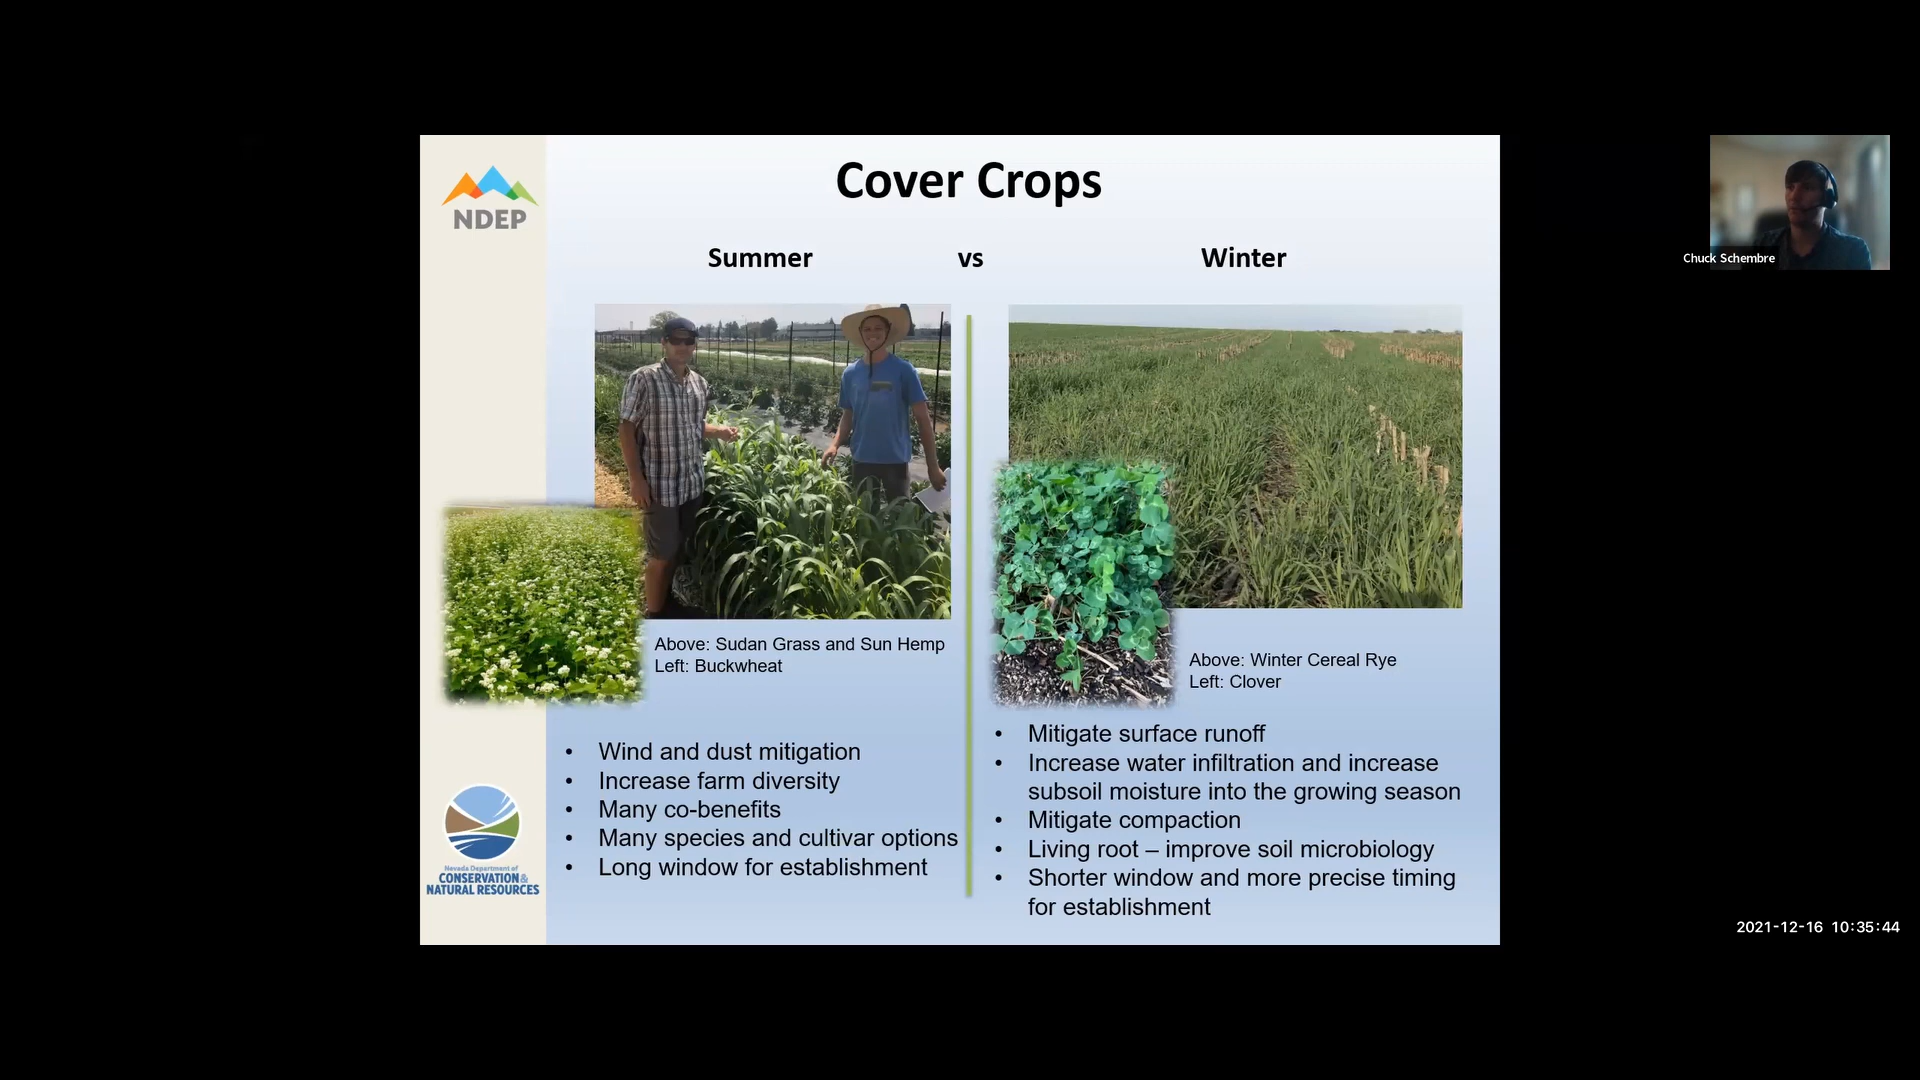 NDEP
Cover Crops
Summer vs Winter
Above: Sudan Grass and Sun Hemp
Left: Buckwheat
• Wind and dust mitigation
• Increase farm diversity
• Many co-benefits
• Many species and cultivar options
• Long window for establishment
Above: Winter Cereal Rye
Left: Clover
• Mitigate surface runoff
• Increase water infiltration and increase
subsoil moisture into the growing season
• Mitigate compaction
• Living root – improve soil microbiology
• Shorter window and more precise timing
for establishment
Nevada Department of
CONSERVATION &
NATURAL RESOURCES
Chuck Schembre
2021-12-16 10:35:44